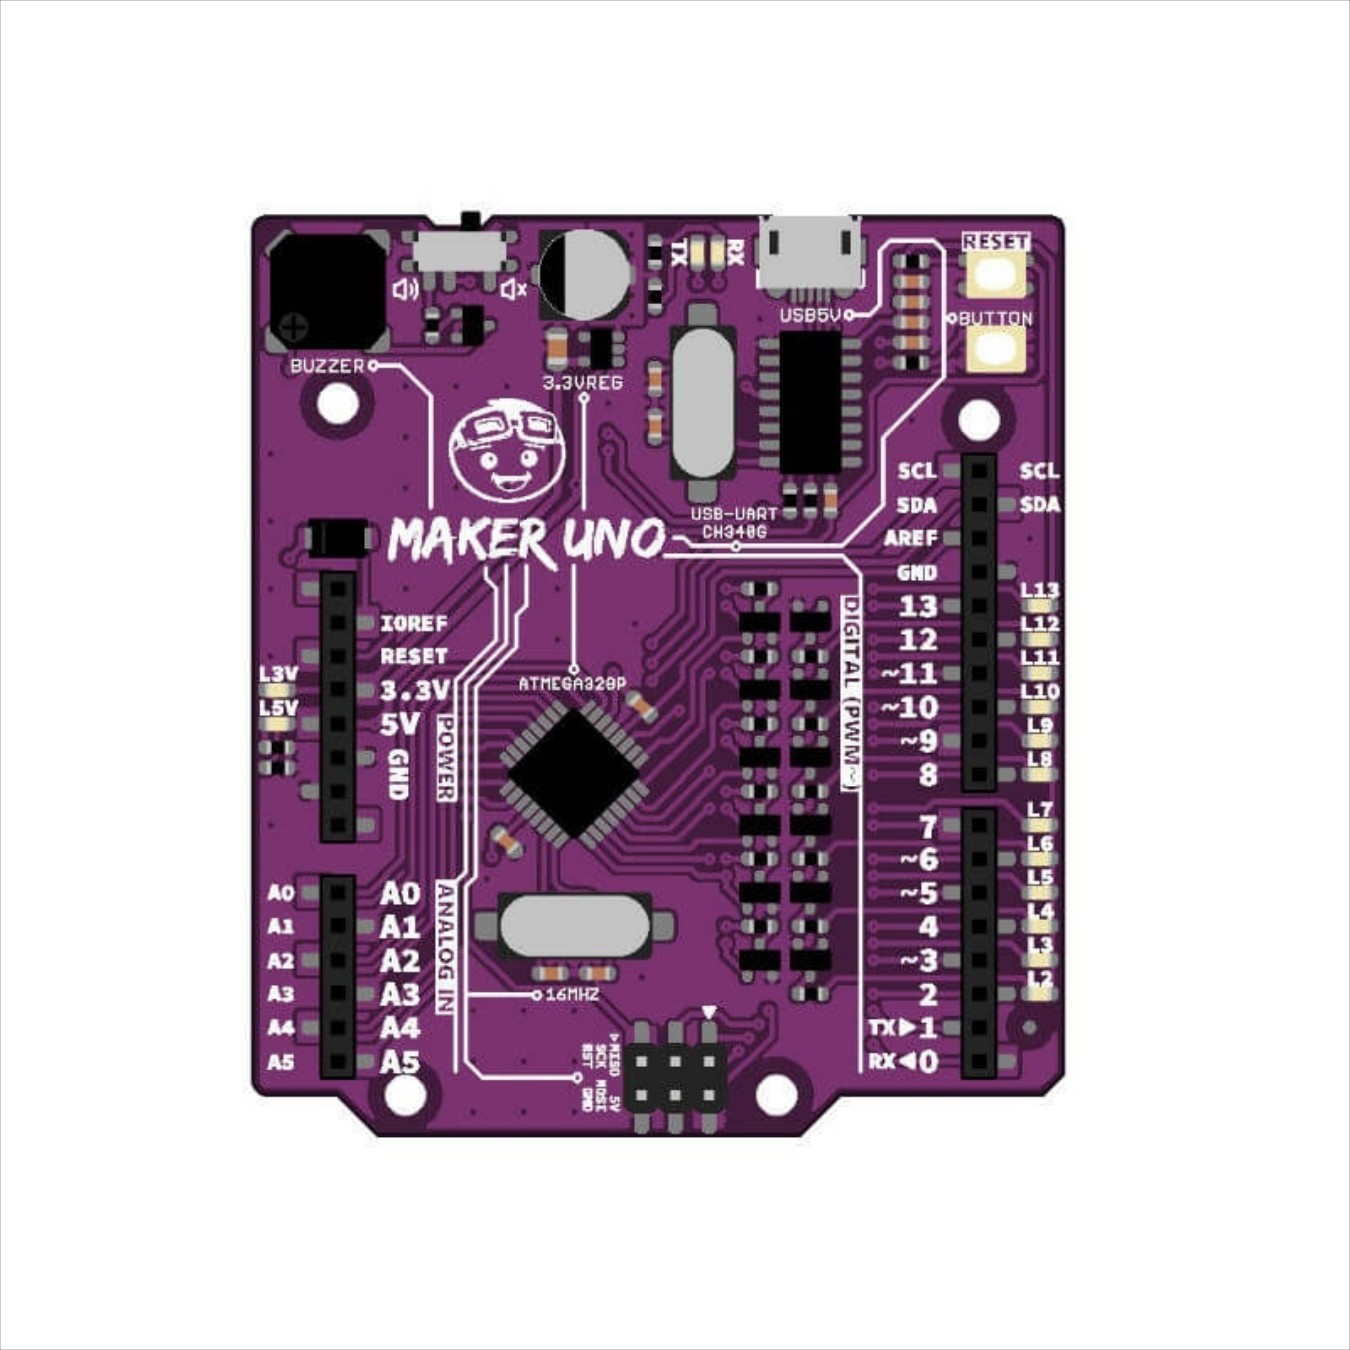 RESET
TX
RX
USB5V
BUTTON
BUZZER
3.3VREG
SCL
SCL
SDA
SDA
USB-UART
CH340G
MAKER UNO
AREF
GND
13
L13
12
L12
~11
L11
~10
L10
~9
L9
8
L8
DIGITAL (PWM~)
IOREF
RESET
3.3V
5V
GND
L3V
L5V
POWER
ATMEGA328P
7
L7
~6
L6
~5
L5
4
L4
~3
L3
2
L2
TX▶1
RX◀0
A0
A0
A1
A1
A2
A2
A3
A3
A4
A4
A5
A5
ANALOG IN
16MHZ
MISO 5V
SCK MOSI
RST GND